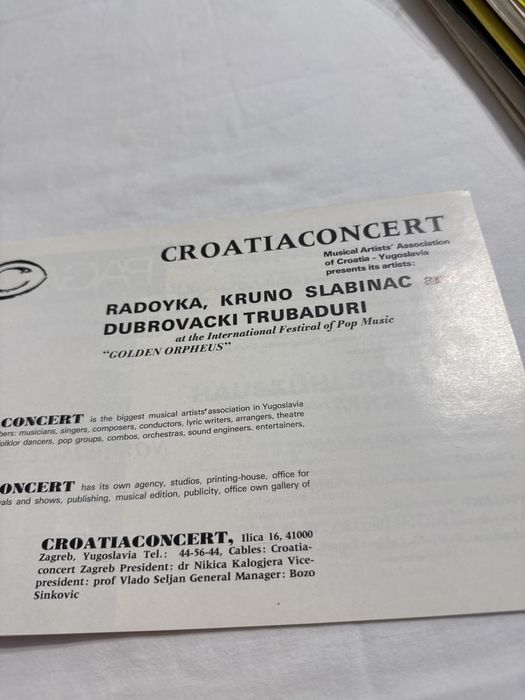 CROATIACONCERT
Musical Artists' Association
of Croatia – Yugoslavia
presents its artists:
RADOYKA, KRUNO SLABINAC
DUBROVACKI TRUBADURI
at the International Festival of Pop Music
"GOLDEN ORPHEUS"
CONCERT is the biggest musical artists' association in Yugoslavia
bers: musicians, singers, composers, conductors, lyric writers, arrangers, theatre
olklor dancers, pop groups, combos, orchestras, sound engineers. entertainers,
ONCERT has its own agency, studios, printing-house, office for
vals and shows, publishing, musical edition, publicity, office own gallery of
CROATIACONCERT, Ilica 16, 41000
Zagreb, Yugoslavia Tel.: 44-56-44, Cables: Croatia-
concert Zagreb President: dr Nikica Kalogjera Vice-
president: prof Vlado Seljan General Manager: Bozo
Sinkovic